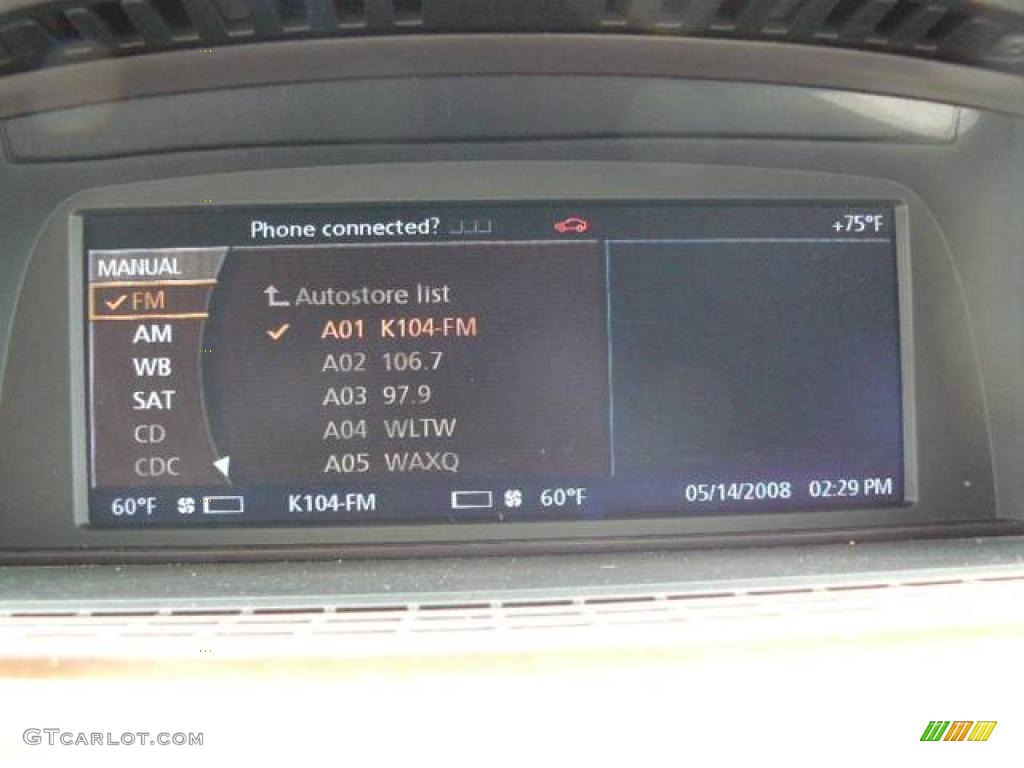 Phone connected?
+75°F
MANUAL
FM
AM
WB
SAT
CD
CDC
Autostore list
A01 K104-FM
A02 106.7
A03 97.9
A04 WLTW
A05 WAXQ
60°F
K104-FM
60°F
05/14/2008 02:29 PM
GTCARLOT.COM